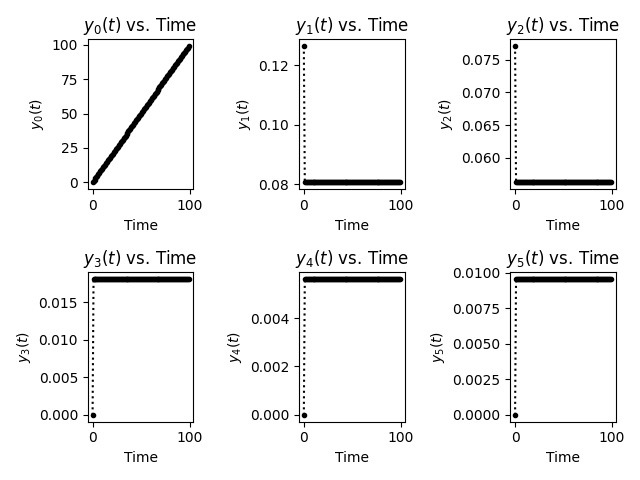 y₀(t) vs. Time
y₁(t) vs. Time
y₂(t) vs. Time
100
75
50
25
0
y₀(t)
0 100
Time
0.12
0.10
0.08
y₁(t)
0 100
Time
0.075
0.070
0.065
0.060
y₂(t)
0 100
Time
y₃(t) vs. Time
y₄(t) vs. Time
y₅(t) vs. Time
0.015
0.010
0.005
0.000
y₃(t)
0 100
Time
0.004
0.002
0.000
y₄(t)
0 100
Time
0.0100
0.0075
0.0050
0.0025
0.0000
y₅(t)
0 100
Time